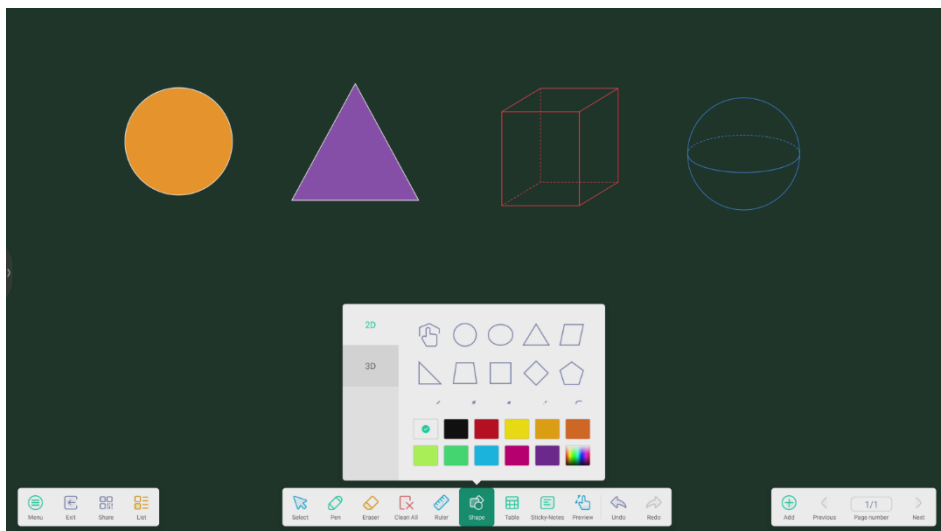 2D
3D
Menu
Exit
Share
List
Select
Pen
Eraser
Clean All
Ruler
Shape
Table
Sticky-Notes
Preview
Undo
Redo
Add
Previous
1/1
Page number
Next